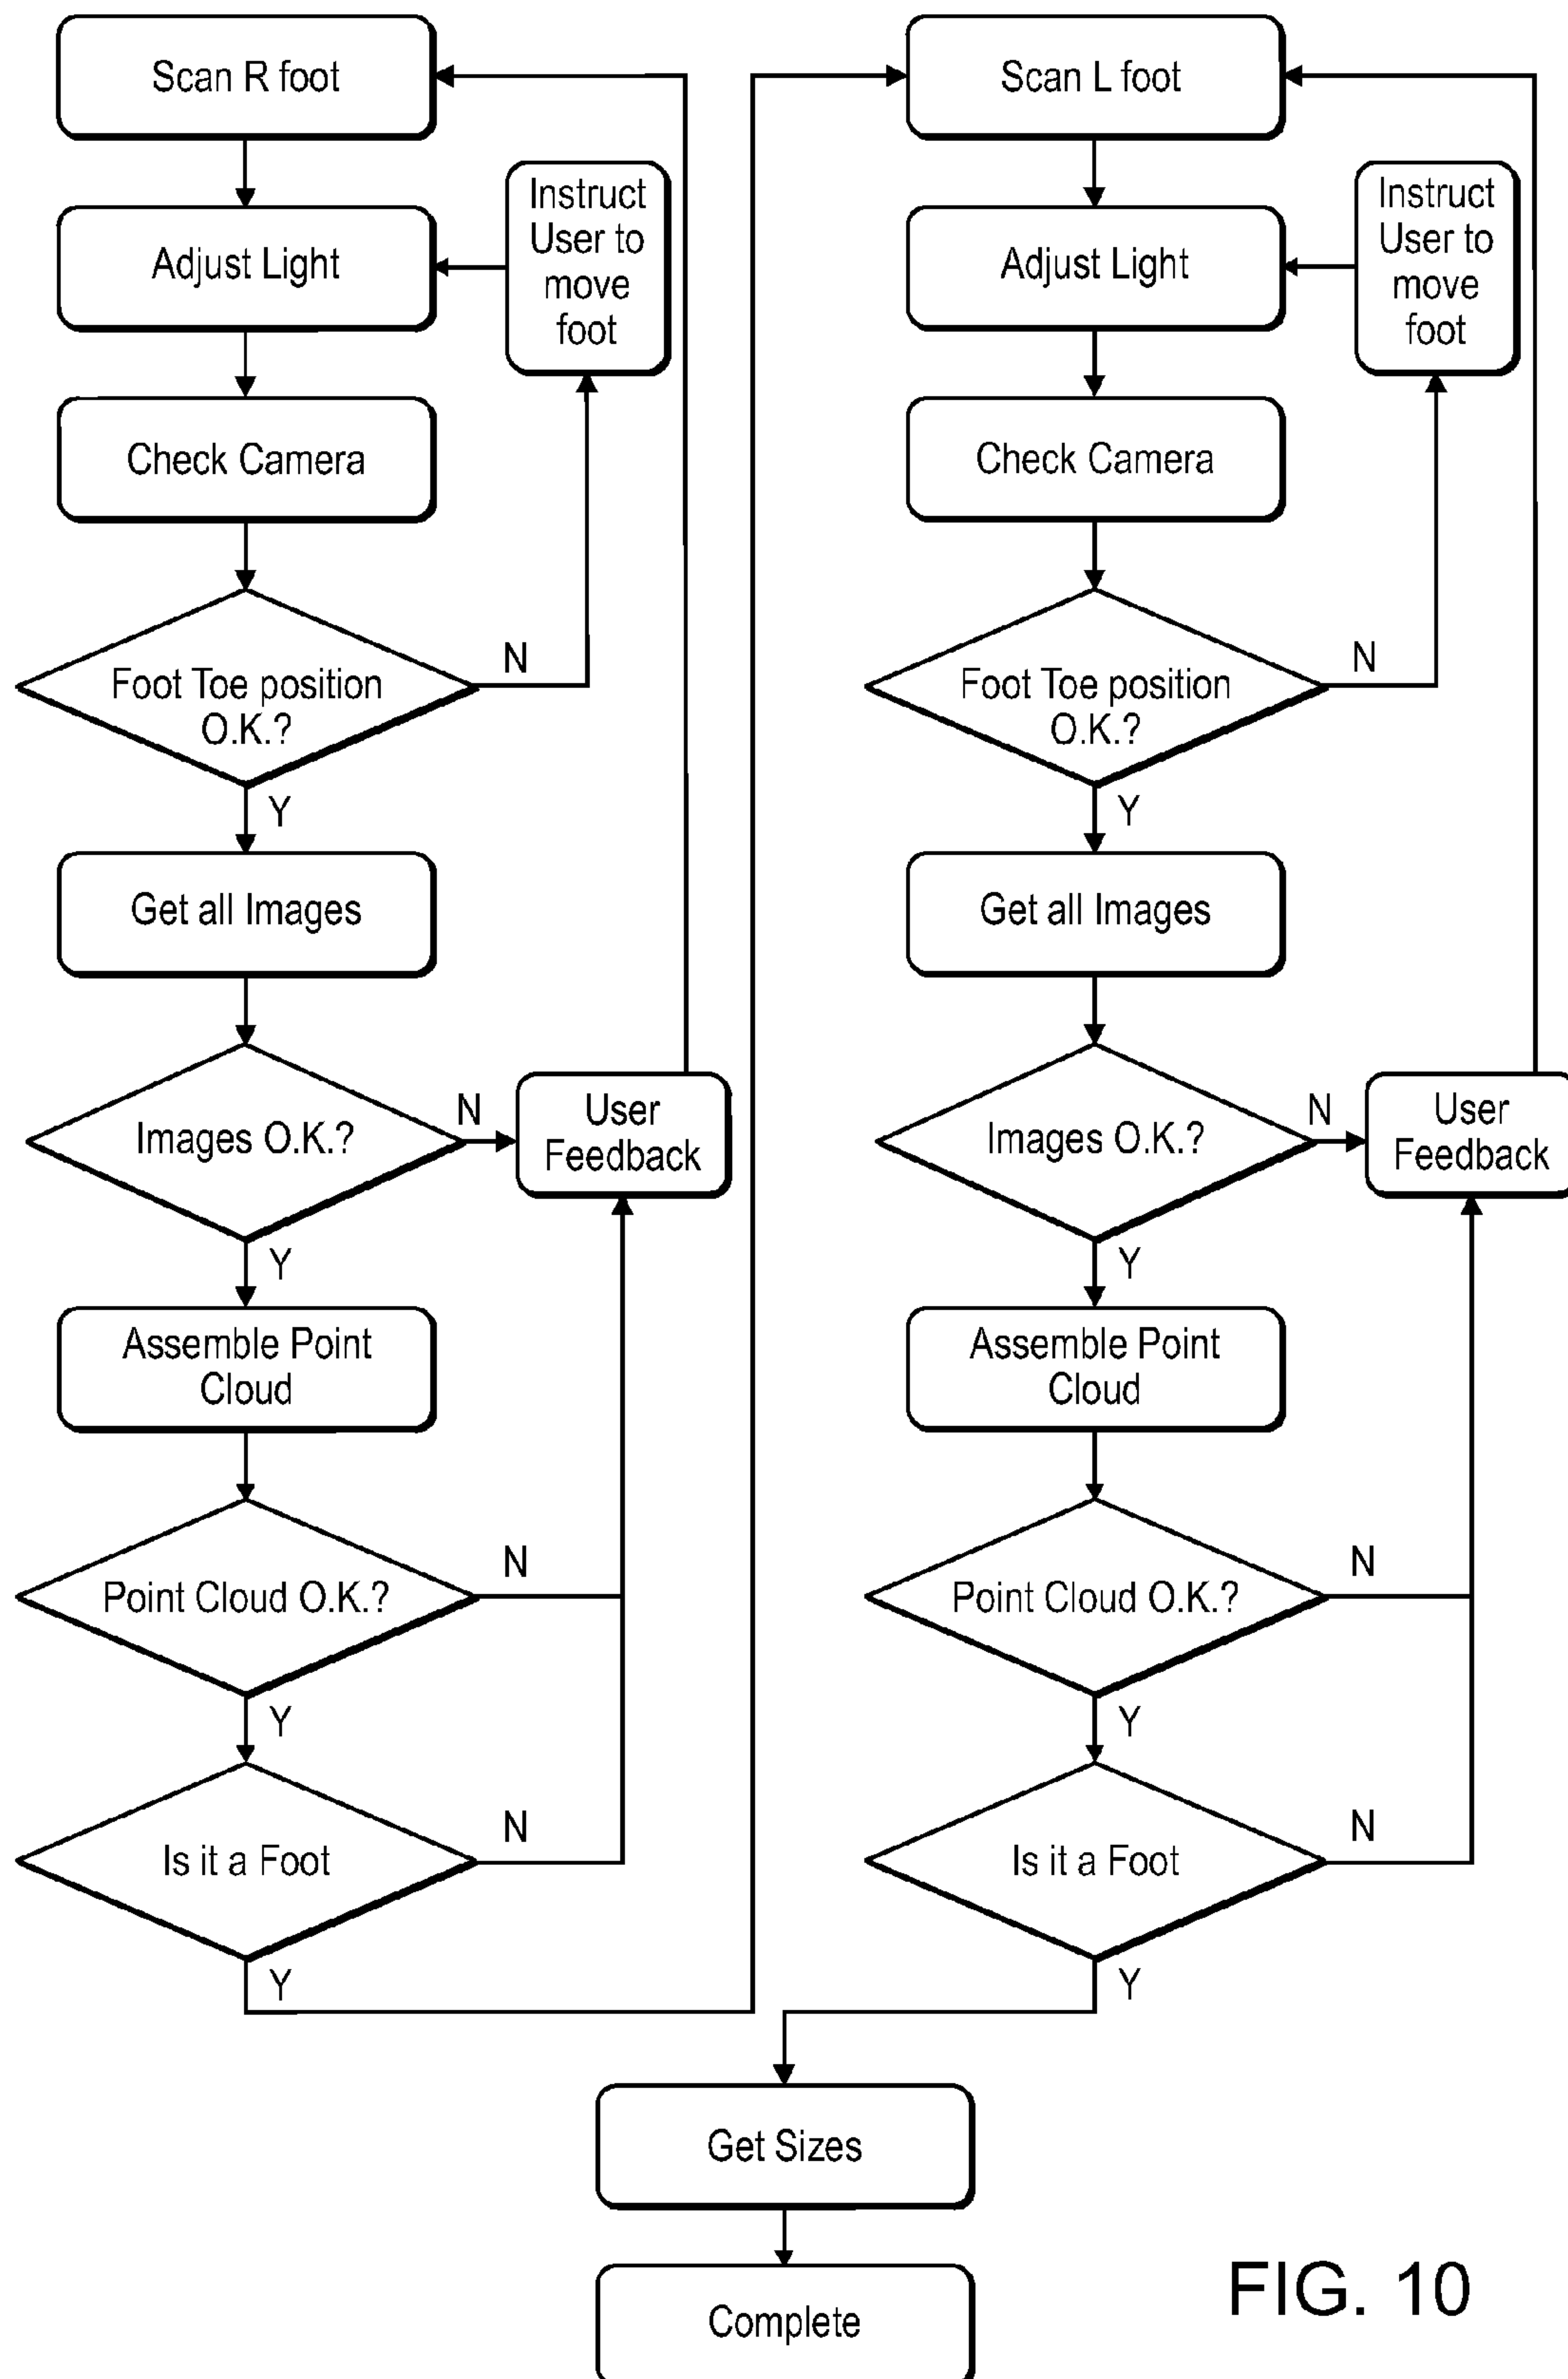 Scan R foot
Instruct
User to
move
foot
Adjust Light
Check Camera
Foot Toe position
O.K.?
N
Y
Get all Images
Images O.K.?
N
User
Feedback
Y
Assemble Point
Cloud
Point Cloud O.K.?
N
Y
Is it a Foot
N
Y
Scan L foot
Instruct
User to
move
foot
Adjust Light
Check Camera
Foot Toe position
O.K.?
N
Y
Get all Images
Images O.K.?
N
User
Feedback
Y
Assemble Point
Cloud
Point Cloud O.K.?
N
Y
Is it a Foot
N
Y
Get Sizes
Complete
FIG. 10